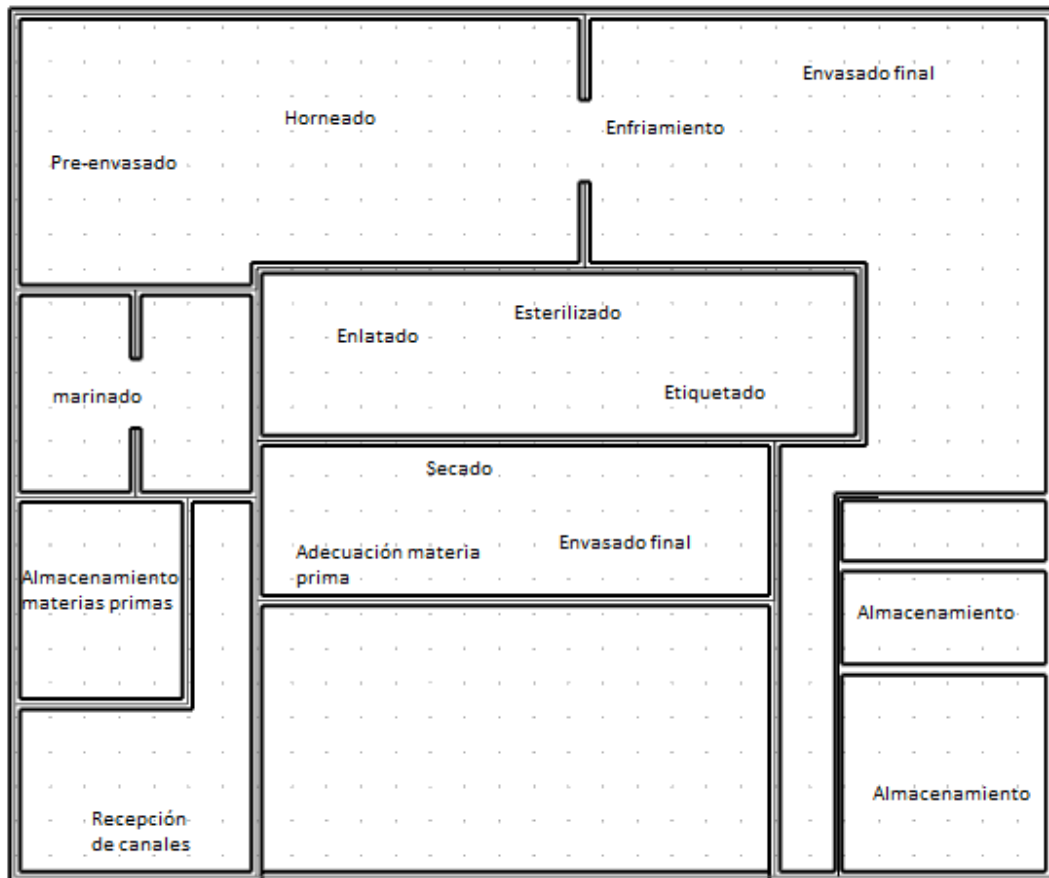 Envasado final
Horneado
Enfriamiento
Pre-envasado
Esterilizado
Enlatado
Etiquetado
marinado
Secado
Envasado final
Adecuación materia
prima
Almacenamiento
materias primas
Almacenamiento
Almacenamiento
Recepción
de canales